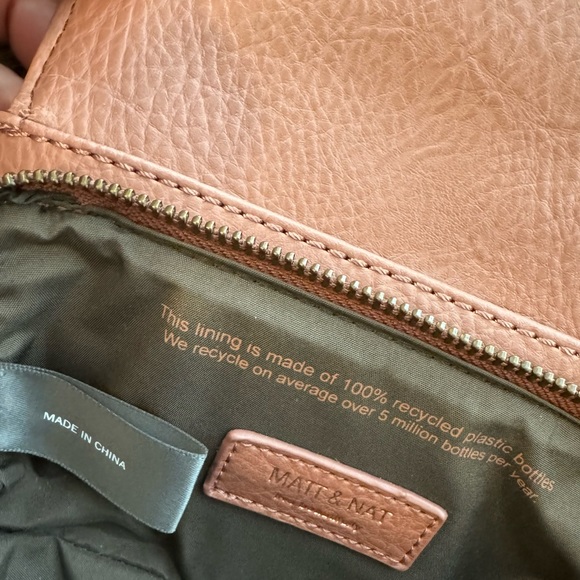 This lining is made of 100% recycled plastic bottles
We recycle on average over 5 million bottles per year.
MADE IN CHINA
MATT & NAT